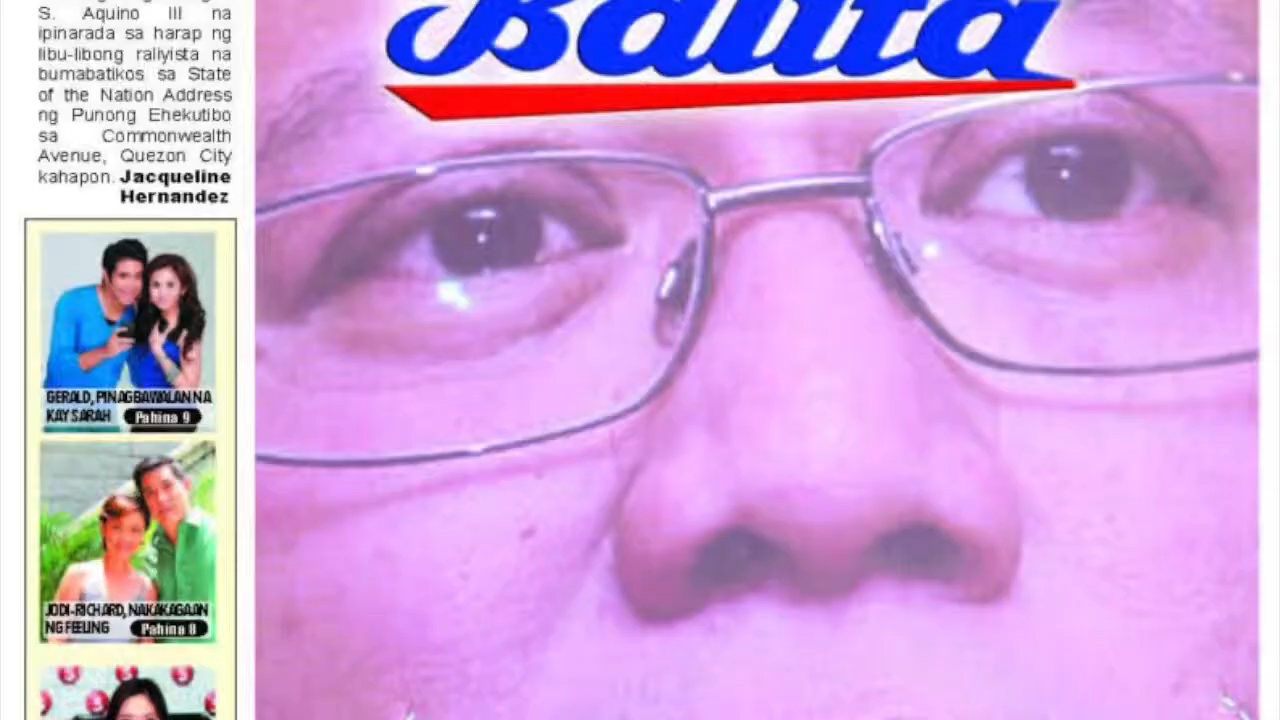 S. Aquino III na
ipinarada sa harap ng
libu-libong raliyista na
bumabatikos sa State
of the Nation Address
ng Punong Ehekutibo
sa Commonwealth
Avenue, Quezon City
kahapon. Jacqueline
Hernandez
Balita
GERALD, PINAGBAWALAN NA
KAY SARAH Pahina 9
JODI-RICHARD, NAKAKAGAAN
NG FEELING Pahina 8